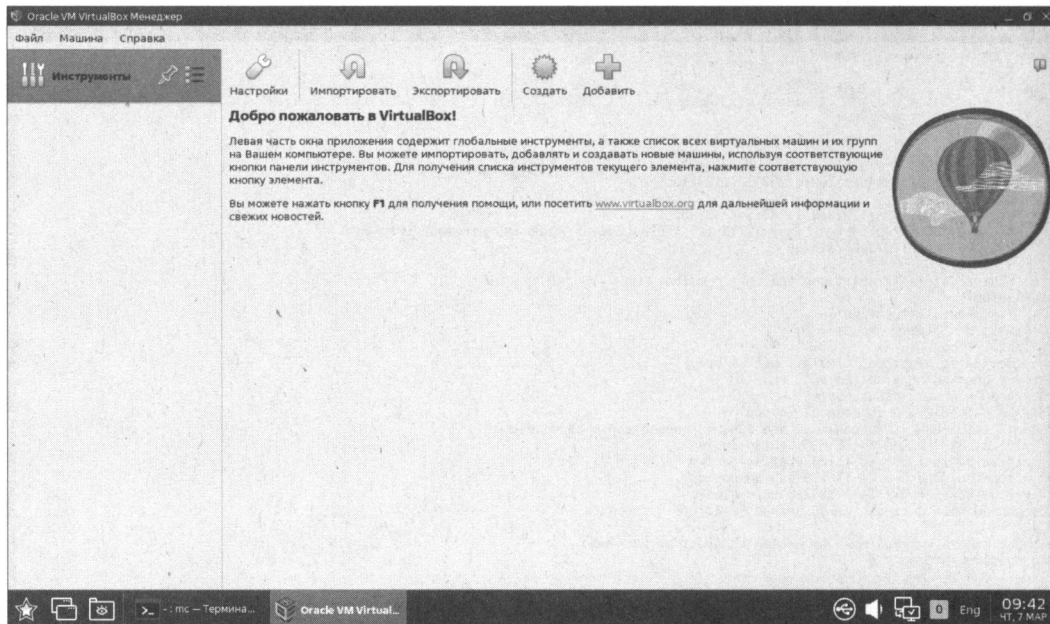 Oracle VM VirtualBox Менеджер
Файл Машина Справка
Инструменты
Настройки Импортировать Экспортировать Создать Добавить
Добро пожаловать в VirtualBox!
Левая часть окна приложения содержит глобальные инструменты, а также список всех виртуальных машин и их групп
на Вашем компьютере. Вы можете импортировать, добавлять и создавать новые машины, используя соответствующие
кнопки панели инструментов. Для получения списка инструментов текущего элемента, нажмите соответствующую
кнопку элемента.
Вы можете нажать кнопку F1 для получения помощи, или посетить www.virtualbox.org для дальнейшей информации и
свежих новостей.
- : mc — Термина...
Oracle VM Virtual...
0 Eng 09:42
ЧТ, 7 МАР